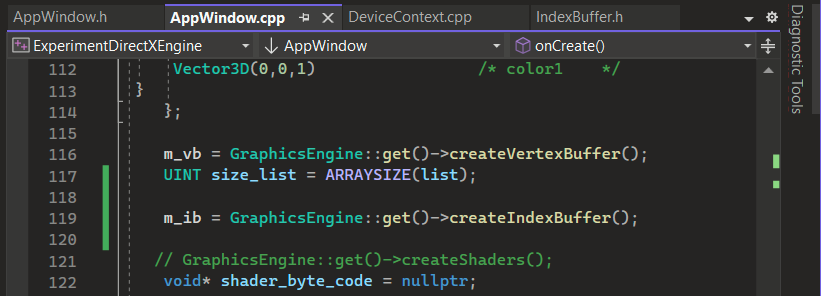 AppWindow.h AppWindow.cpp DeviceContext.cpp IndexBuffer.h
ExperimentDirectXEngine AppWindow onCreate()
112 Vector3D(0,0,1) /* color1 */
113 }
114 };
115
116 m_vb = GraphicsEngine::get()->createVertexBuffer();
117 UINT size_list = ARRAYSIZE(list);
118
119 m_ib = GraphicsEngine::get()->createIndexBuffer();
120
121 // GraphicsEngine::get()->createShaders();
122 void* shader_byte_code = nullptr;
Diagnostic Tools